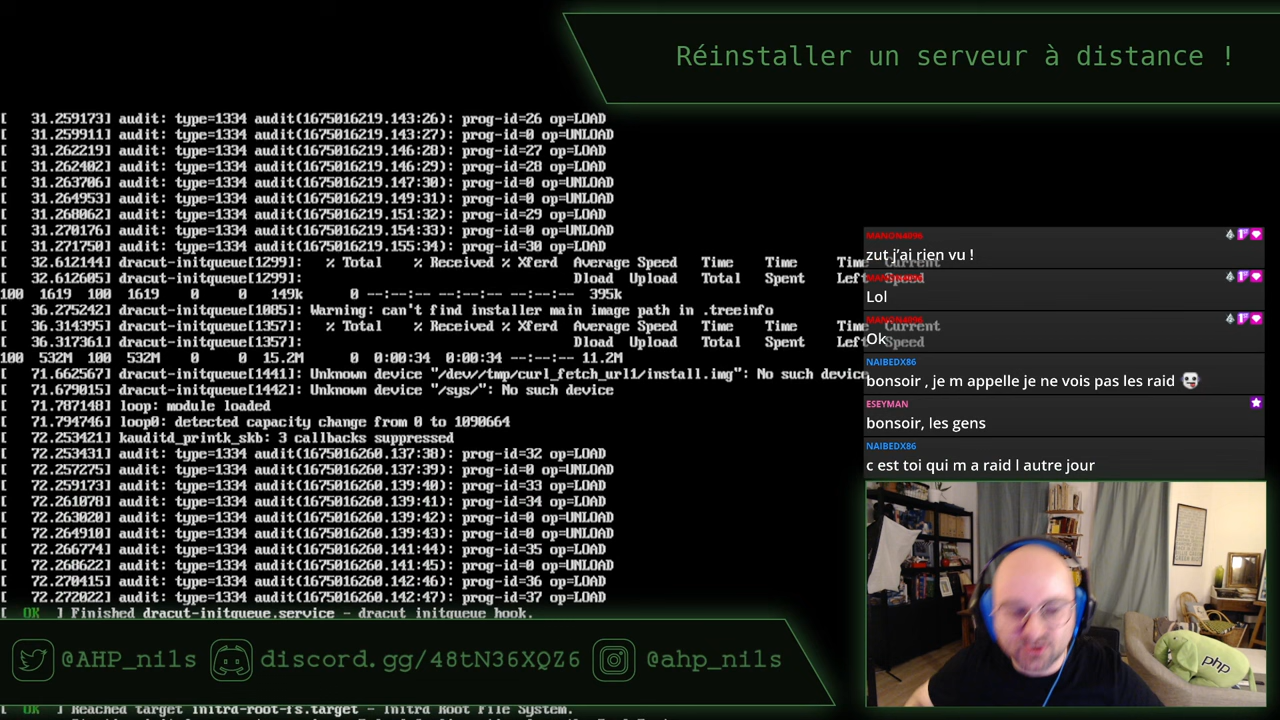 Réinstaller un serveur à distance !
[   31.259173] audit: type=1334 audit(1675016219.143:26): prog-id=26 op=LOAD
[   31.259911] audit: type=1334 audit(1675016219.143:27): prog-id=0 op=UNLOAD
[   31.262219] audit: type=1334 audit(1675016219.146:28): prog-id=27 op=LOAD
[   31.262402] audit: type=1334 audit(1675016219.146:29): prog-id=28 op=LOAD
[   31.263706] audit: type=1334 audit(1675016219.147:30): prog-id=0 op=UNLOAD
[   31.264953] audit: type=1334 audit(1675016219.149:31): prog-id=0 op=UNLOAD
[   31.268062] audit: type=1334 audit(1675016219.151:32): prog-id=29 op=LOAD
[   31.270176] audit: type=1334 audit(1675016219.154:33): prog-id=0 op=UNLOAD
[   31.271750] audit: type=1334 audit(1675016219.155:34): prog-id=30 op=LOAD
[   32.612144] dracut-initqueue[1299]:   % Total    % Received % Xferd  Average Speed   Time    Time     Time  Current
[   32.612605] dracut-initqueue[1299]:                                  Dload  Upload   Total   Spent    Left  Speed
100  1619  100  1619    0     0   149k      0 --:--:-- --:--:-- --:--:--  395k
[   36.275242] dracut-initqueue[1085]: Warning: can't find installer main image path in .treeinfo
[   36.314395] dracut-initqueue[1357]:   % Total    % Received % Xferd  Average Speed   Time    Time     Time  Current
[   36.317361] dracut-initqueue[1357]:                                  Dload  Upload   Total   Spent    Left  Speed
100  532M  100  532M    0     0  15.2M      0  0:00:34  0:00:34 --:--:-- 11.2M
[   71.662567] dracut-initqueue[1441]: Unknown device "/dev//tmp/curl_fetch_url1/install.img": No such device
[   71.679015] dracut-initqueue[1442]: Unknown device "/sys/": No such device
[   71.787148] loop: module loaded
[   71.794746] loop0: detected capacity change from 0 to 1090664
[   72.253421] kauditd_printk_skb: 3 callbacks suppressed
[   72.253431] audit: type=1334 audit(1675016260.137:38): prog-id=32 op=LOAD
[   72.257275] audit: type=1334 audit(1675016260.137:39): prog-id=0 op=UNLOAD
[   72.259173] audit: type=1334 audit(1675016260.139:40): prog-id=33 op=LOAD
[   72.261078] audit: type=1334 audit(1675016260.139:41): prog-id=34 op=LOAD
[   72.263020] audit: type=1334 audit(1675016260.139:42): prog-id=0 op=UNLOAD
[   72.264910] audit: type=1334 audit(1675016260.139:43): prog-id=0 op=UNLOAD
[   72.266774] audit: type=1334 audit(1675016260.141:44): prog-id=35 op=LOAD
[   72.268622] audit: type=1334 audit(1675016260.141:45): prog-id=0 op=UNLOAD
[   72.270415] audit: type=1334 audit(1675016260.142:46): prog-id=36 op=LOAD
[   72.272022] audit: type=1334 audit(1675016260.142:47): prog-id=37 op=LOAD
[  OK  ] Finished dracut-initqueue.service - dracut initqueue hook.
[  OK  ] Reached target initrd-root-fs.target - Initrd Root File System.
MANON4096
zut j'ai rien vu !
MANON4096
Lol
MANON4096
Ok
NAIBEDX86
bonsoir , je m appelle je ne vois pas les raid
ESEYMAN
bonsoir, les gens
NAIBEDX86
c est toi qui m a raid l autre jour
php
@AHP_nils
discord.gg/48tN36XQZ6
@ahp_nils